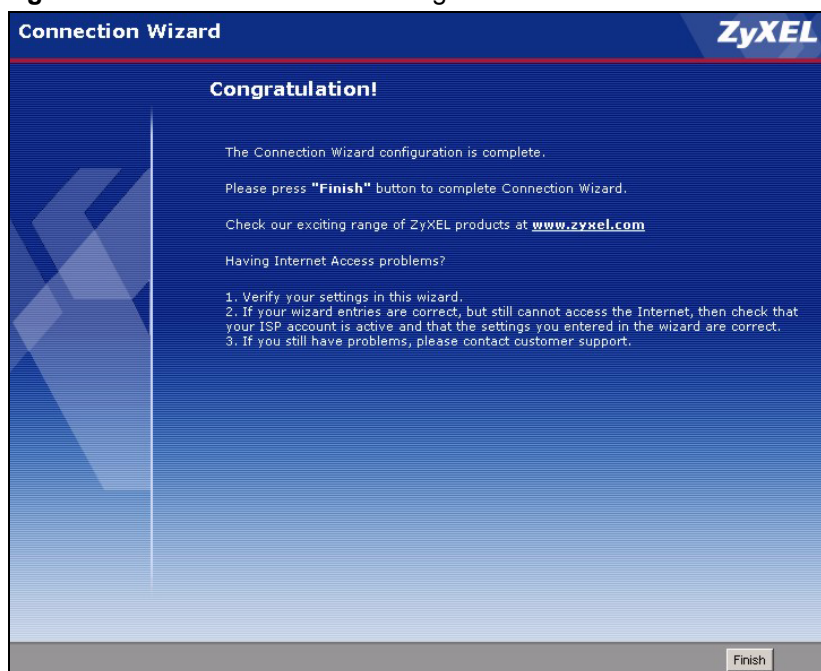 Connection Wizard
ZyXEL
Congratulation!
The Connection Wizard configuration is complete.
Please press "Finish" button to complete Connection Wizard.
Check our exciting range of ZyXEL products at www.zyxel.com
Having Internet Access problems?
1. Verify your settings in this wizard.
2. If your wizard entries are correct, but still cannot access the Internet, then check that
your ISP account is active and that the settings you entered in the wizard are correct.
3. If you still have problems, please contact customer support.
Finish